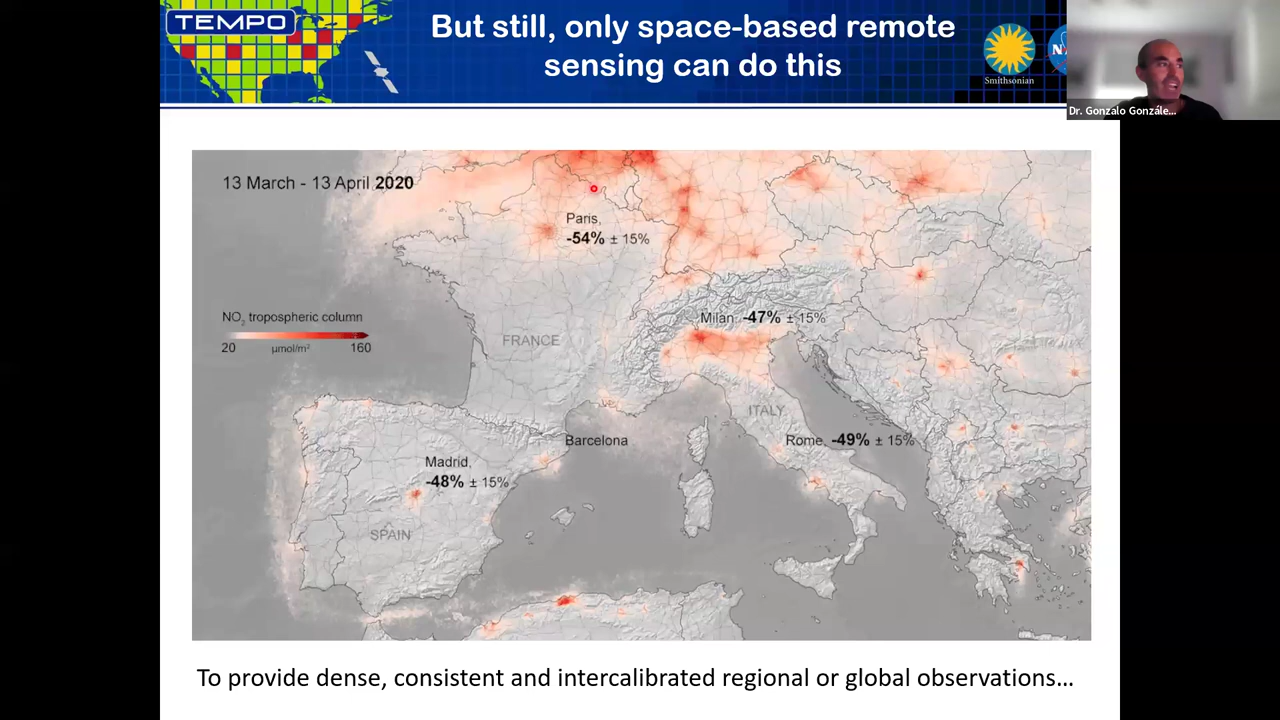 TEMPO
But still, only space-based remote
sensing can do this
Smithsonian
Dr. Gonzalo Gonzále...
13 March - 13 April 2020
Paris,
-54% ± 15%
NO2 tropospheric column
20 µmol/m² 160
Milan, -47% ± 15%
FRANCE
ITALY
Barcelona
Rome, -49% ± 15%
Madrid,
-48% ± 15%
SPAIN
To provide dense, consistent and intercalibrated regional or global observations...